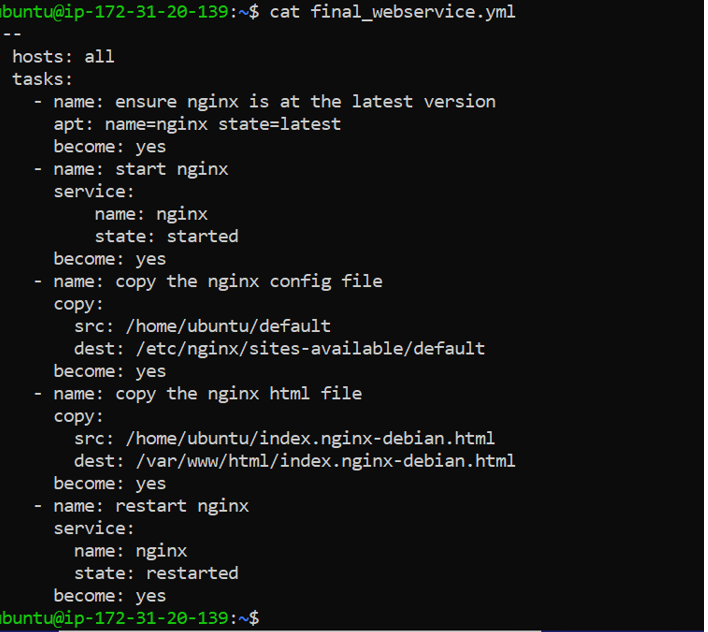 ubuntu@ip-172-31-20-139:~$ cat final_webservice.yml
--
hosts: all
tasks:
- name: ensure nginx is at the latest version
apt: name=nginx state=latest
become: yes
- name: start nginx
service:
name: nginx
state: started
become: yes
- name: copy the nginx config file
copy:
src: /home/ubuntu/default
dest: /etc/nginx/sites-available/default
become: yes
- name: copy the nginx html file
copy:
src: /home/ubuntu/index.nginx-debian.html
dest: /var/www/html/index.nginx-debian.html
become: yes
- name: restart nginx
service:
name: nginx
state: restarted
become: yes
ubuntu@ip-172-31-20-139:~$